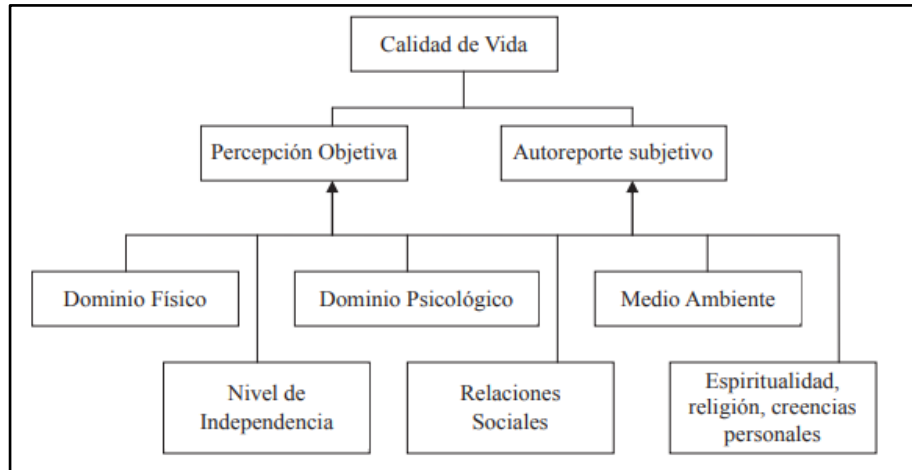 Calidad de Vida
Percepción Objetiva
Autoreporte subjetivo
Dominio Físico
Dominio Psicológico
Medio Ambiente
Nivel de
Independencia
Relaciones
Sociales
Espiritualidad,
religión, creencias
personales